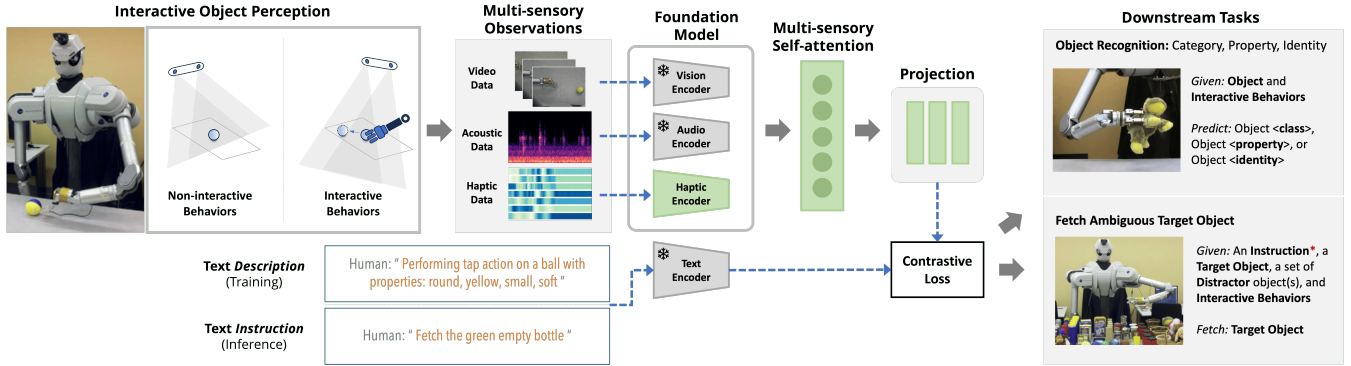 Interactive Object Perception
Non-interactive
Behaviors
Interactive
Behaviors
Multi-sensory
Observations
Video
Data
Acoustic
Data
Haptic
Data
Foundation
Model
Vision
Encoder
Audio
Encoder
Haptic
Encoder
Text
Encoder
Multi-sensory
Self-attention
Projection
Contrastive
Loss
Text Description
(Training)
Human: " Performing tap action on a ball with
properties: round, yellow, small, soft "
Text Instruction
(Inference)
Human: " Fetch the green empty bottle "
Downstream Tasks
Object Recognition: Category, Property, Identity
Given: Object and
Interactive Behaviors
Predict: Object <class>,
Object <property>, or
Object <identity>
Fetch Ambiguous Target Object
Given: An Instruction*, a
Target Object, a set of
Distractor object(s), and
Interactive Behaviors
Fetch: Target Object